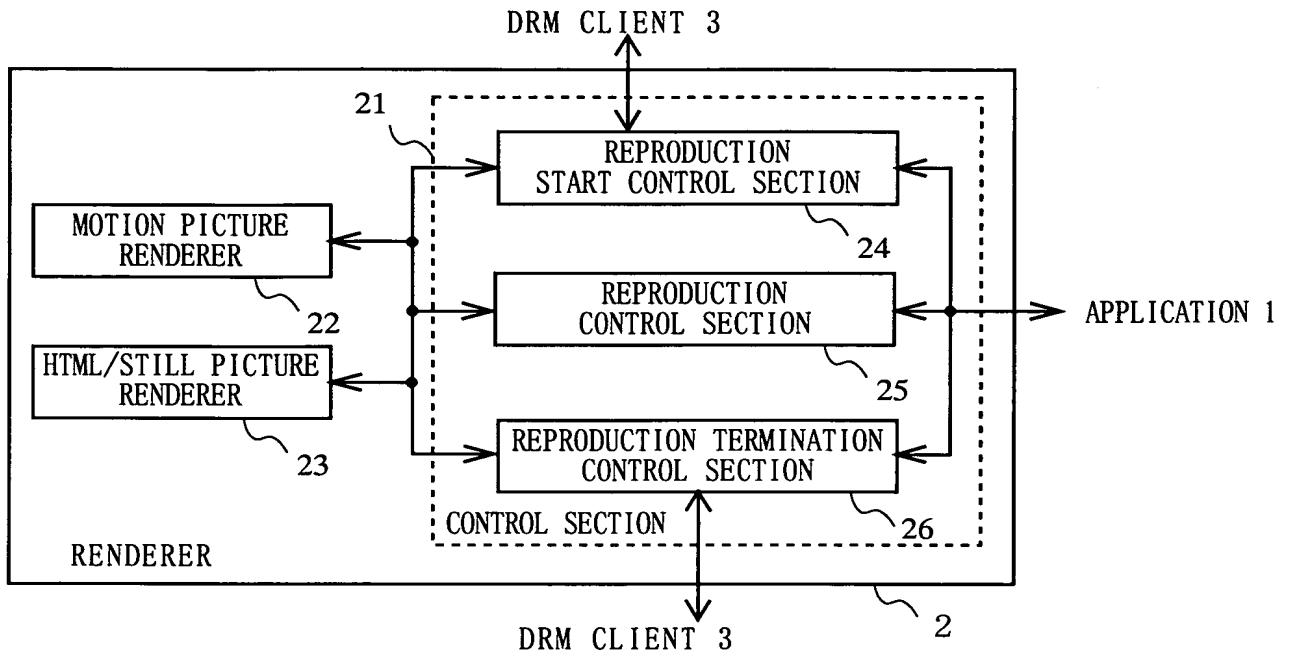 DRM CLIENT 3
21
REPRODUCTION
START CONTROL SECTION
24
MOTION PICTURE
RENDERER
22
REPRODUCTION
CONTROL SECTION
25
APPLICATION 1
HTML/STILL PICTURE
RENDERER
23
REPRODUCTION TERMINATION
CONTROL SECTION
26
CONTROL SECTION
RENDERER
2
DRM CLIENT 3